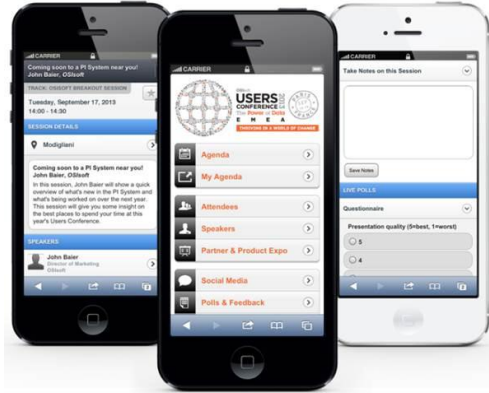 CARRIER
Coming soon to a PI System near you!
John Baier, OSIsoft
TRACK: OSISOFT BREAKOUT SESSION
Tuesday, September 17, 2013
14:00 - 14:30
SESSION DETAILS
Modigliani
Coming soon to a PI System near you!
John Baier, OSIsoft
In this session, John Baier will show a quick
overview of what's new in the PI System and
what's being worked on over the next year.
This session will give you some insight on
the best places to spend your time at this
year's Users Conference.
SPEAKERS
John Baier
Director of Marketing
OSIsoft
CARRIER
USERS
CONFERENCE
2013
The Power of Data
EMEA
THRIVING IN A WORLD OF CHANGE
Agenda
My Agenda
Attendees
Speakers
Partner & Product Expo
Social Media
Polls & Feedback
CARRIER
Take Notes on this Session
Save Notes
LIVE POLLS
Questionnaire
Presentation quality (5=best, 1=worst)
5
4